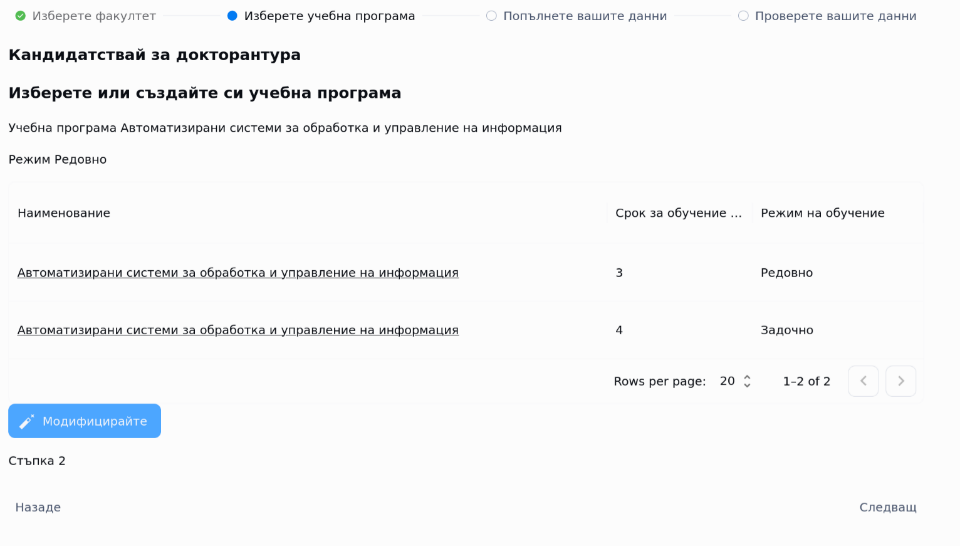 Изберете факултет
Изберете учебна програма
Попълнете вашите данни
Проверете вашите данни
Кандидатствай за докторантура
Изберете или създайте си учебна програма
Учебна програма Автоматизирани системи за обработка и управление на информация
Режим Редовно
Наименование
Срок за обучение ...
Режим на обучение
Автоматизирани системи за обработка и управление на информация
3
Редовно
Автоматизирани системи за обработка и управление на информация
4
Задочно
Rows per page: 20
1–2 of 2
Модифицирайте
Стъпка 2
Назаде
Следващ